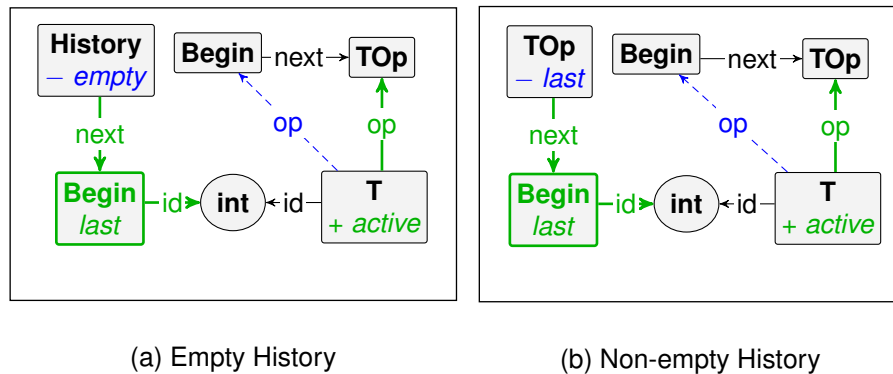 History
− empty
Begin
next
TOp
next
op
op
Begin
last
id
int
id
T
+ active
TOp
− last
Begin
next
TOp
next
op
op
Begin
last
id
int
id
T
+ active
(a) Empty History
(b) Non-empty History